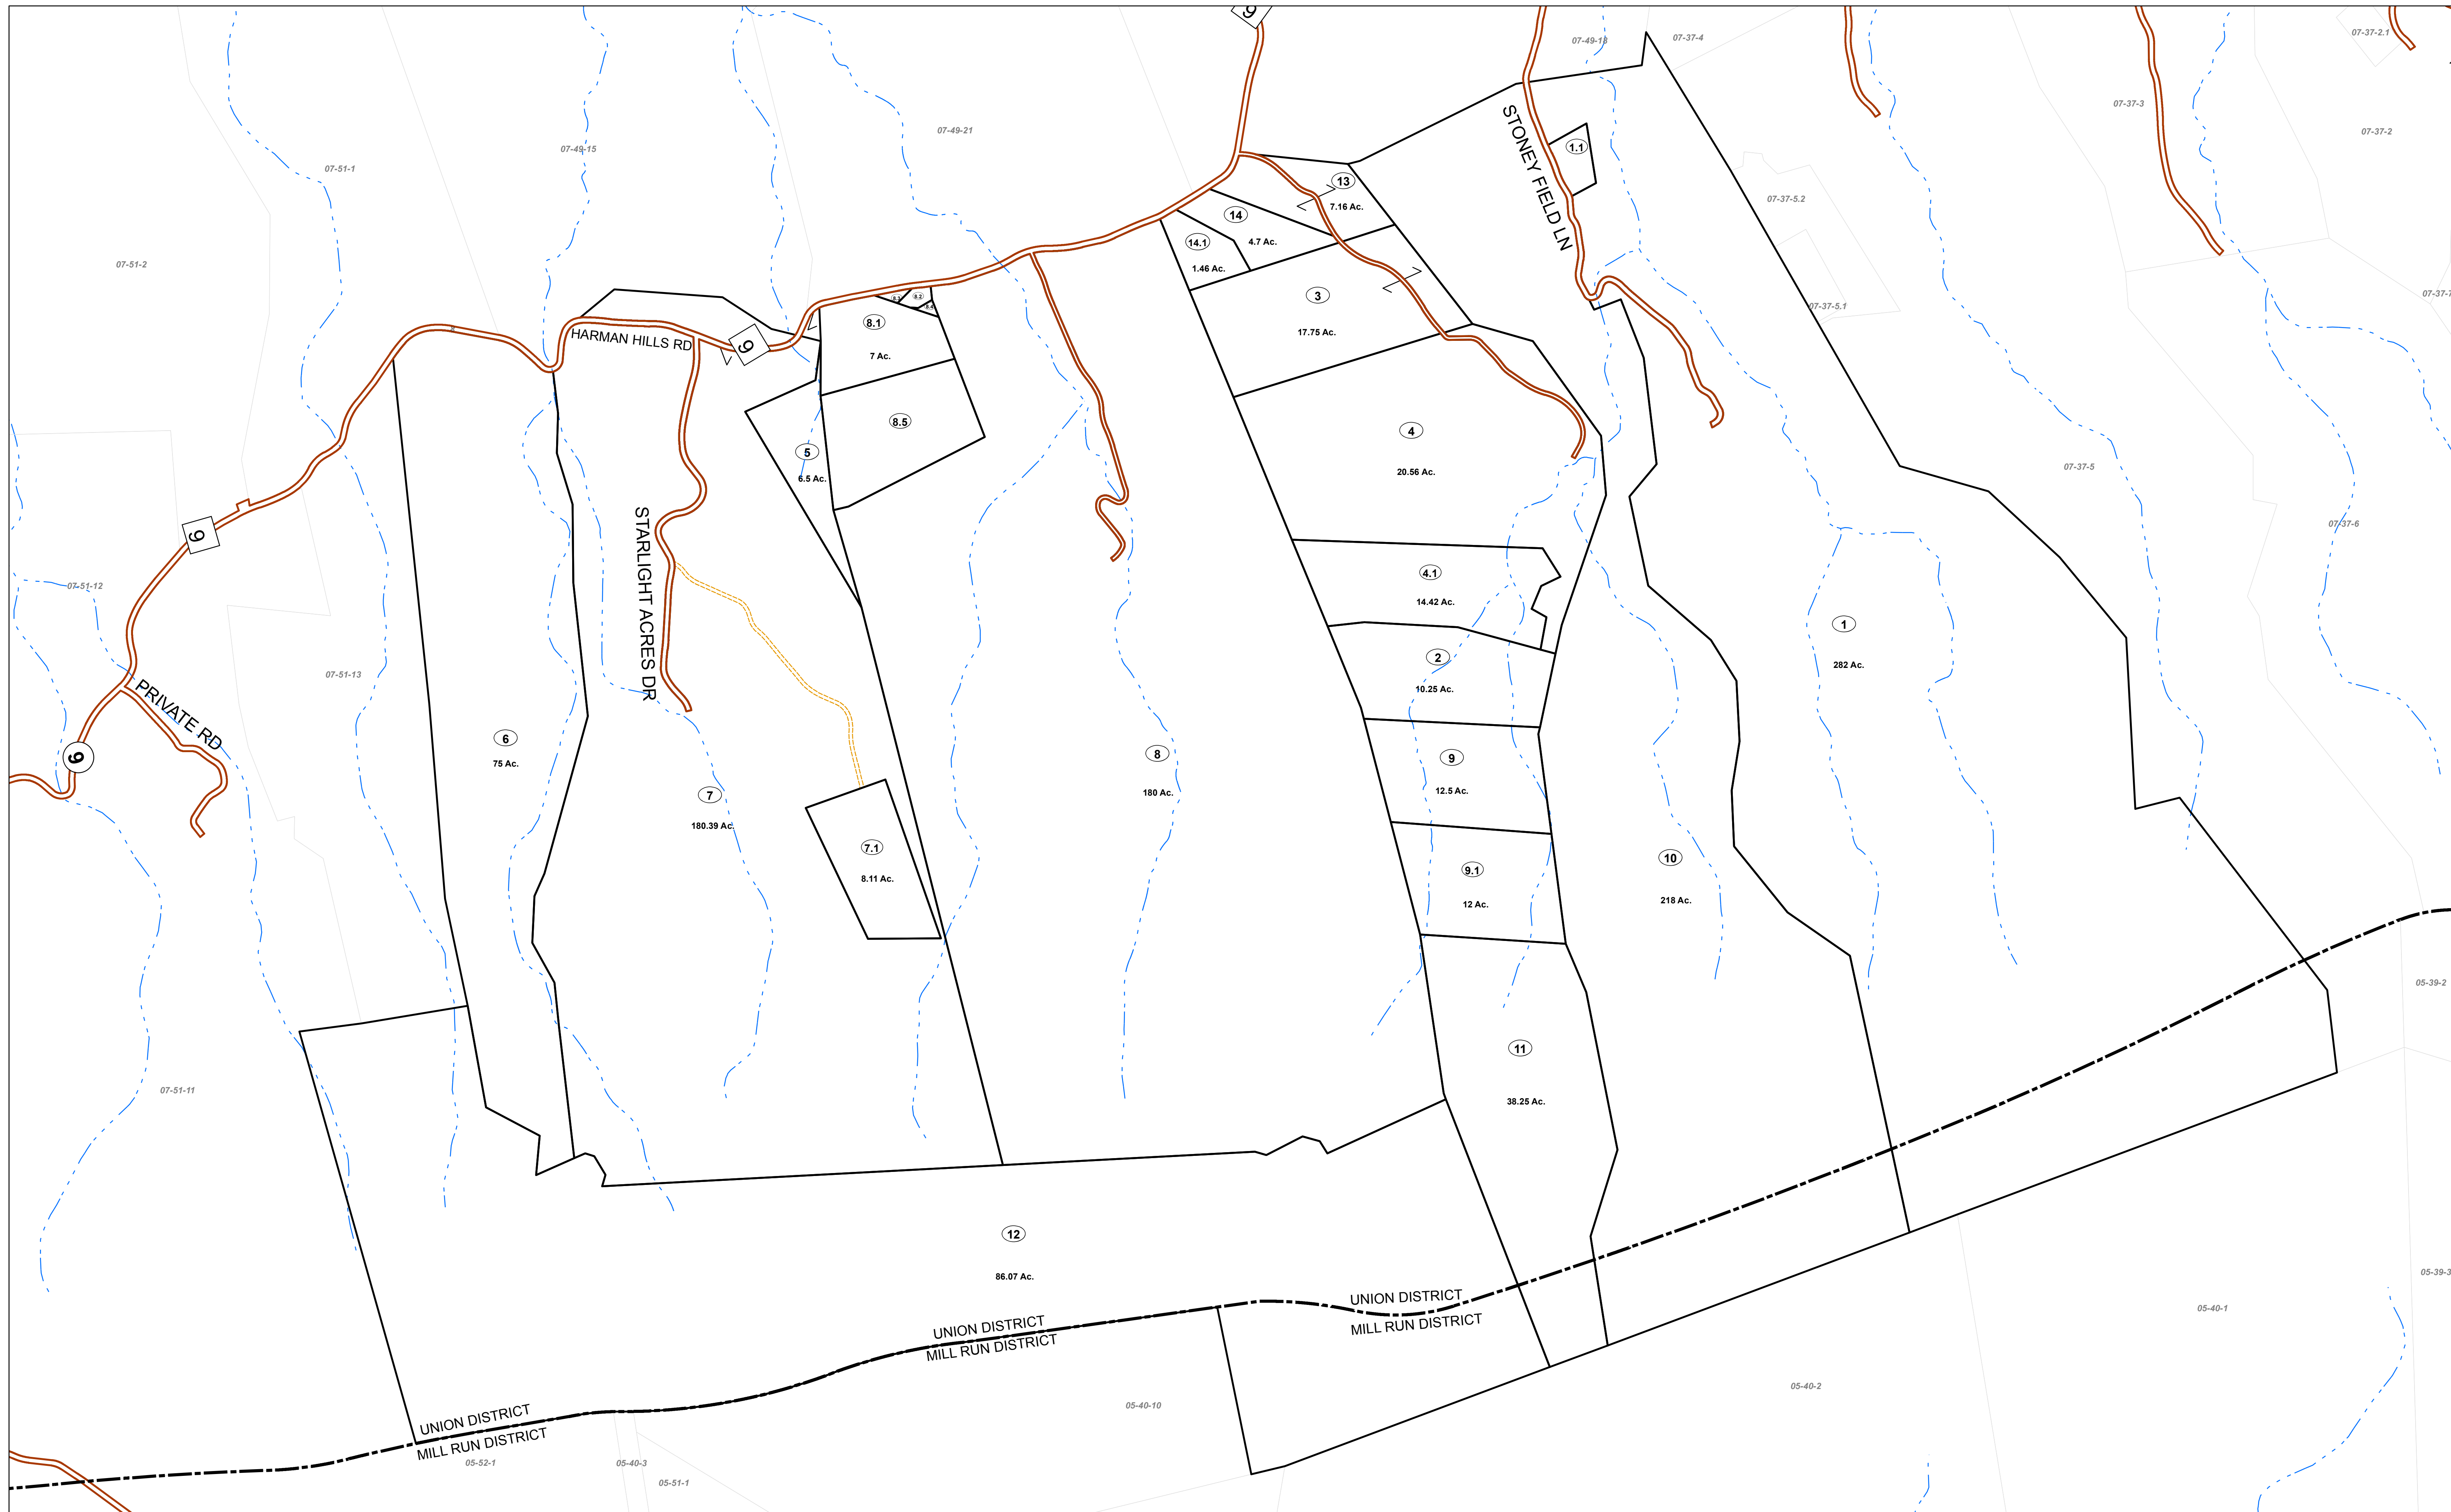 9
07-49-18
07-37-4
07-37-2.1
07-37-3
07-49-21
07-37-2
1.1
07-49-15
07-51-1
STONEY FIELD LN
13
7.16 Ac.
07-37-5.2
14
4.7 Ac.
14.1
1.46 Ac.
07-51-2
3
17.75 Ac.
8.2
8.4
07-37-5.1
8.1
7 Ac.
HARMAN HILLS RD
9
8.5
4
20.56 Ac.
5
6.5 Ac.
07-37-5
STARLIGHT ACRES DR
9
07-37-6
07-51-12
4.1
14.42 Ac.
1
282 Ac.
2
10.25 Ac.
07-51-13
PRIVATE RD
9
6
75 Ac.
8
180 Ac.
9
12.5 Ac.
7
180.39 Ac.
7.1
8.11 Ac.
9.1
12 Ac.
10
218 Ac.
05-39-2
11
38.25 Ac.
07-51-11
12
86.07 Ac.
05-39-3
UNION DISTRICT
MILL RUN DISTRICT
05-40-1
UNION DISTRICT
MILL RUN DISTRICT
05-40-2
05-40-10
UNION DISTRICT
MILL RUN DISTRICT
05-52-1
05-40-3
05-51-1